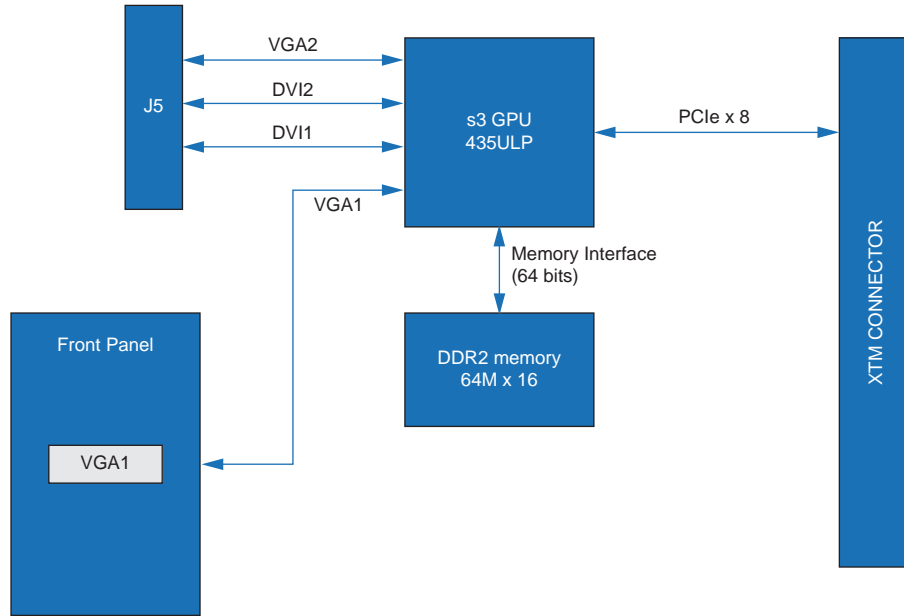 VGA2
J5
DVI2
DVI1
s3 GPU
435ULP
PCIe x 8
VGA1
Memory Interface
(64 bits)
Front Panel
DDR2 memory
64M x 16
VGA1
XTM CONNECTOR